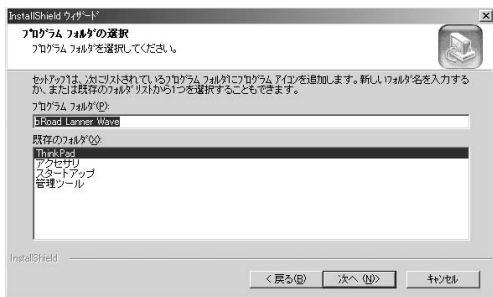 InstallShield ウィザード
プログラム フォルダの選択
プログラム フォルダを選択してください。
セットアップは、次にリストされているプログラム フォルダにプログラム アイコンを追加します。新しいフォルダ名を入力する
か、または既存のフォルダ リストから1つを選択することもできます。
プログラム フォルダ(P):
bRoad Lanner Wave
既存のフォルダ(X):
ThinkPad
アクセサリ
スタートアップ
管理ツール
InstallShield
< 戻る(B)
次へ (N)>
キャンセル